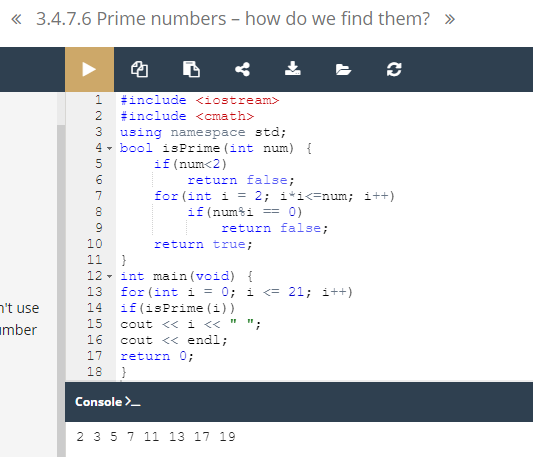 « 3.4.7.6 Prime numbers – how do we find them? »
1 #include <iostream>
2 #include <cmath>
3 using namespace std;
4 bool isPrime(int num) {
5 if(num<2)
6 return false;
7 for(int i = 2; i*i<=num; i++)
8 if(num%i == 0)
9 return false;
10 return true;
11 }
12 int main(void) {
13 for(int i = 0; i <= 21; i++)
14 if(isPrime(i))
15 cout << i << " ";
16 cout << endl;
17 return 0;
18 }
n't use
umber
Console >_
2 3 5 7 11 13 17 19